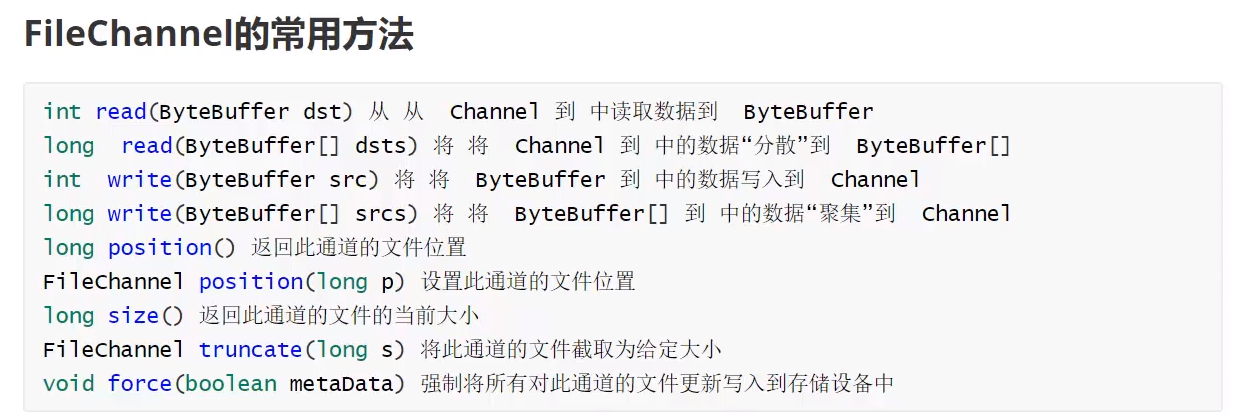 FileChannel的常用方法
int read(ByteBuffer dst) 从 从 Channel 到 中读取数据到 ByteBuffer
long read(ByteBuffer[] dsts) 将 将 Channel 到 中的数据“分散”到 ByteBuffer[]
int write(ByteBuffer src) 将 将 ByteBuffer 到 中的数据写入到 Channel
long write(ByteBuffer[] srcs) 将 将 ByteBuffer[] 到 中的数据“聚集”到 Channel
long position() 返回此通道的文件位置
FileChannel position(long p) 设置此通道的文件位置
long size() 返回此通道的文件的当前大小
FileChannel truncate(long s) 将此通道的文件截取为给定大小
void force(boolean metaData) 强制将所有对此通道的文件更新写入到存储设备中